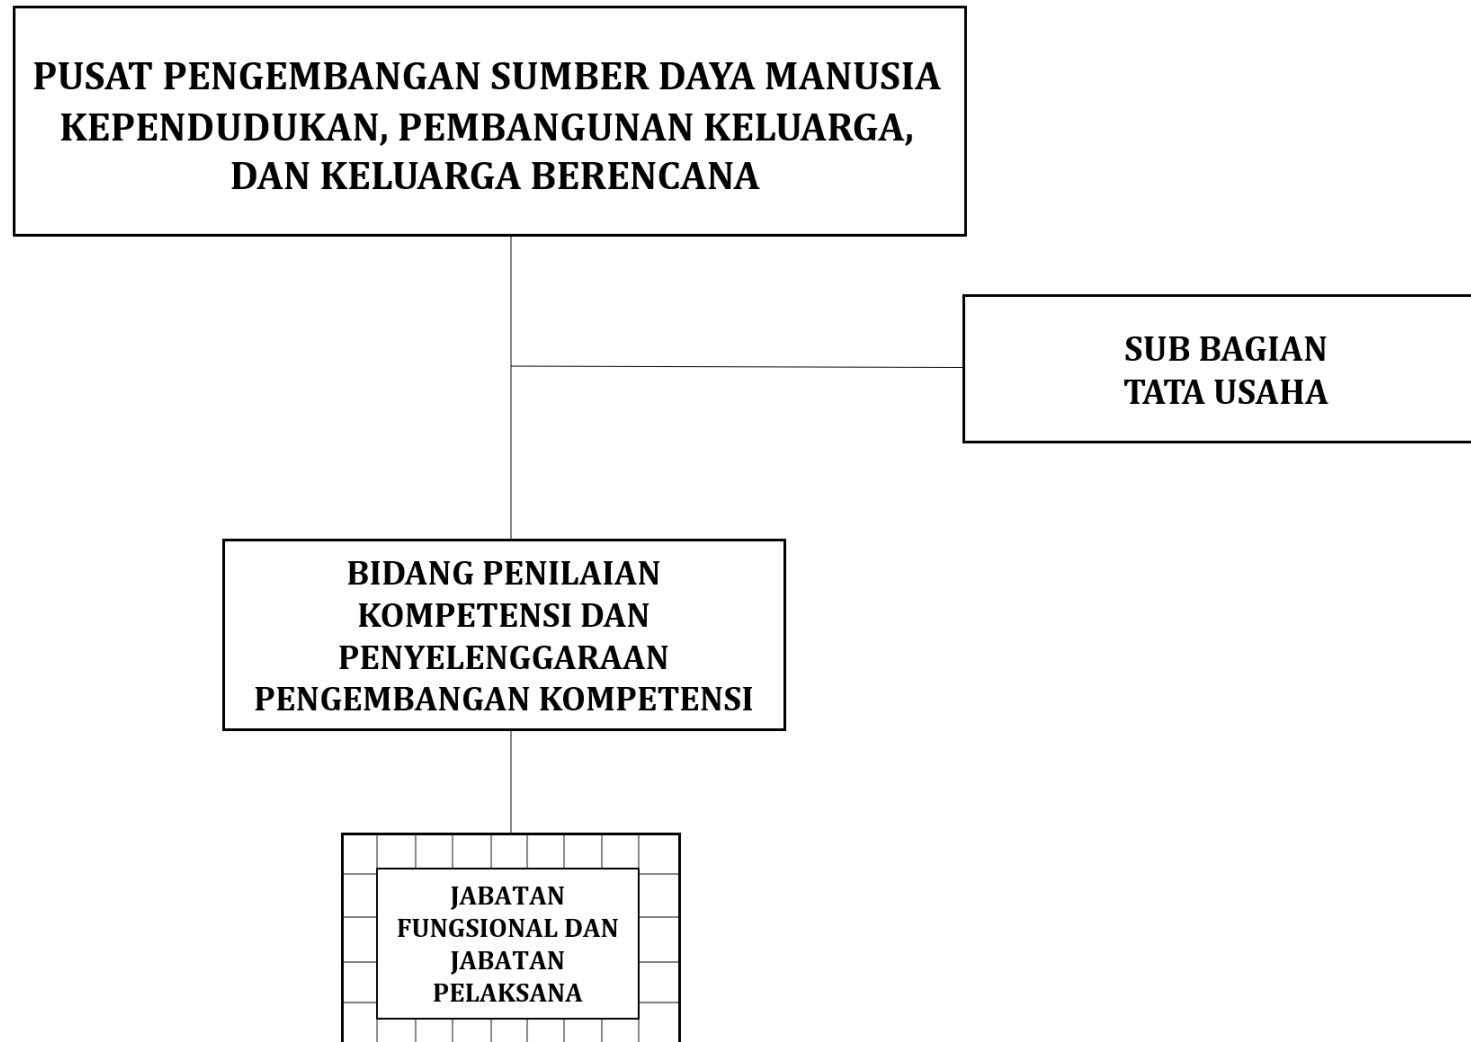 PUSAT PENGEMBANGAN SUMBER DAYA MANUSIA
KEPENDUDUKAN, PEMBANGUNAN KELUARGA,
DAN KELUARGA BERENCANA
SUB BAGIAN
TATA USAHA
BIDANG PENILAIAN
KOMPETENSI DAN
PENYELENGGARAAN
PENGEMBANGAN KOMPETENSI
JABATAN
FUNGSIONAL DAN
JABATAN
PELAKSANA